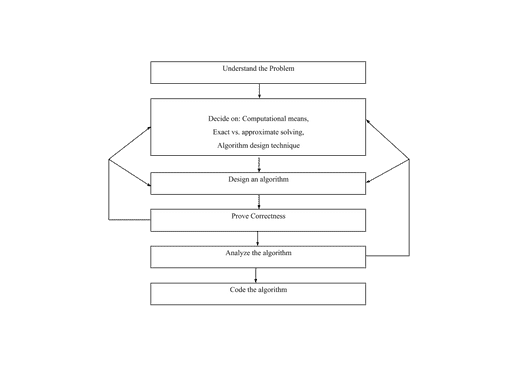 Understand the Problem
Decide on: Computational means,
Exact vs. approximate solving,
Algorithm design technique
Design an algorithm
Prove Correctness
Analyze the algorithm
Code the algorithm